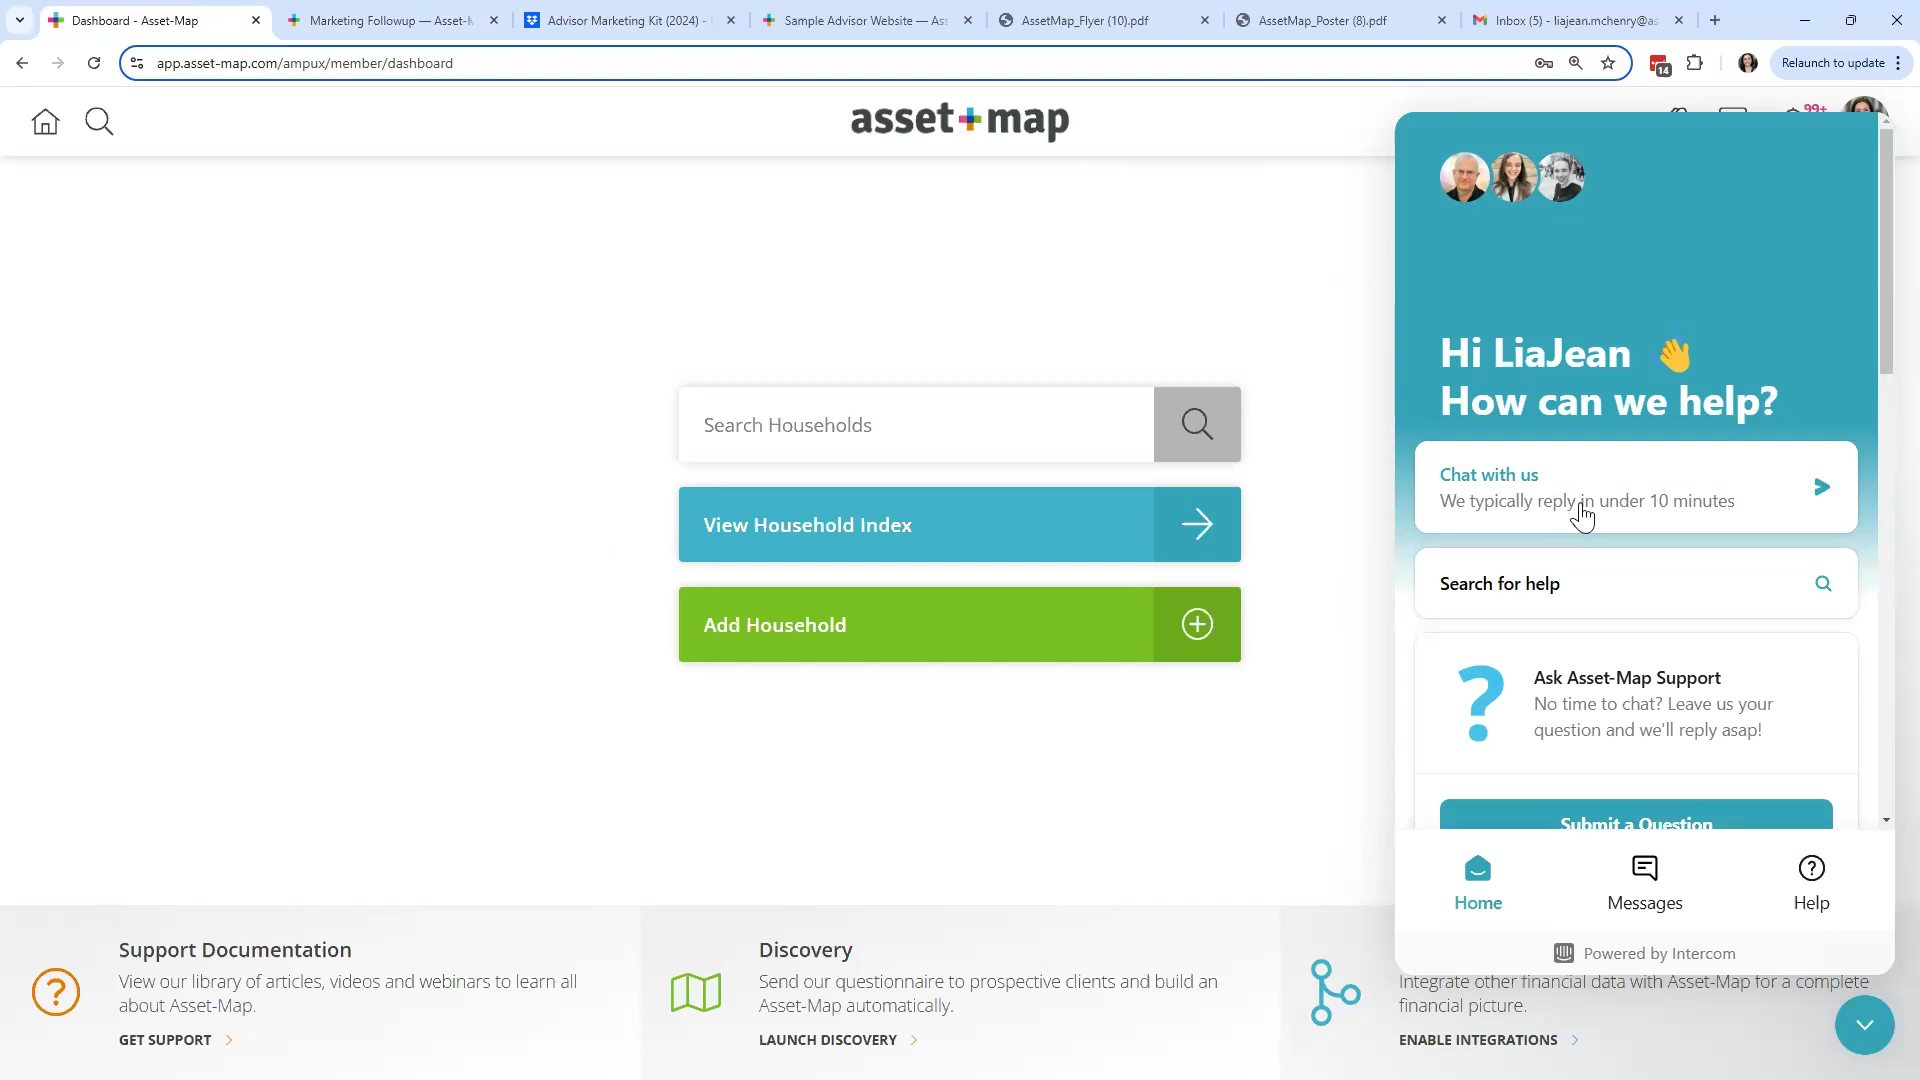 Dashboard - Asset-Map
Marketing Followup — Asset-M
Advisor Marketing Kit (2024) -
Sample Advisor Website — Ass
AssetMap_Flyer (10).pdf
AssetMap_Poster (8).pdf
Inbox (5) - liajean.mchenry@as
app.asset-map.com/ampux/member/dashboard
14
Relaunch to update
asset+map
99+
Hi LiaJean 👋
How can we help?
Search Households
Chat with us
We typically reply in under 10 minutes
View Household Index
Search for help
Add Household
Ask Asset-Map Support
No time to chat? Leave us your
question and we'll reply asap!
Submit a Question
Home
Messages
Help
Powered by Intercom
Support Documentation
View our library of articles, videos and webinars to learn all
about Asset-Map.
GET SUPPORT
Discovery
Send our questionnaire to prospective clients and build an
Asset-Map automatically.
LAUNCH DISCOVERY
Integrate other financial data with Asset-Map for a complete
financial picture.
ENABLE INTEGRATIONS